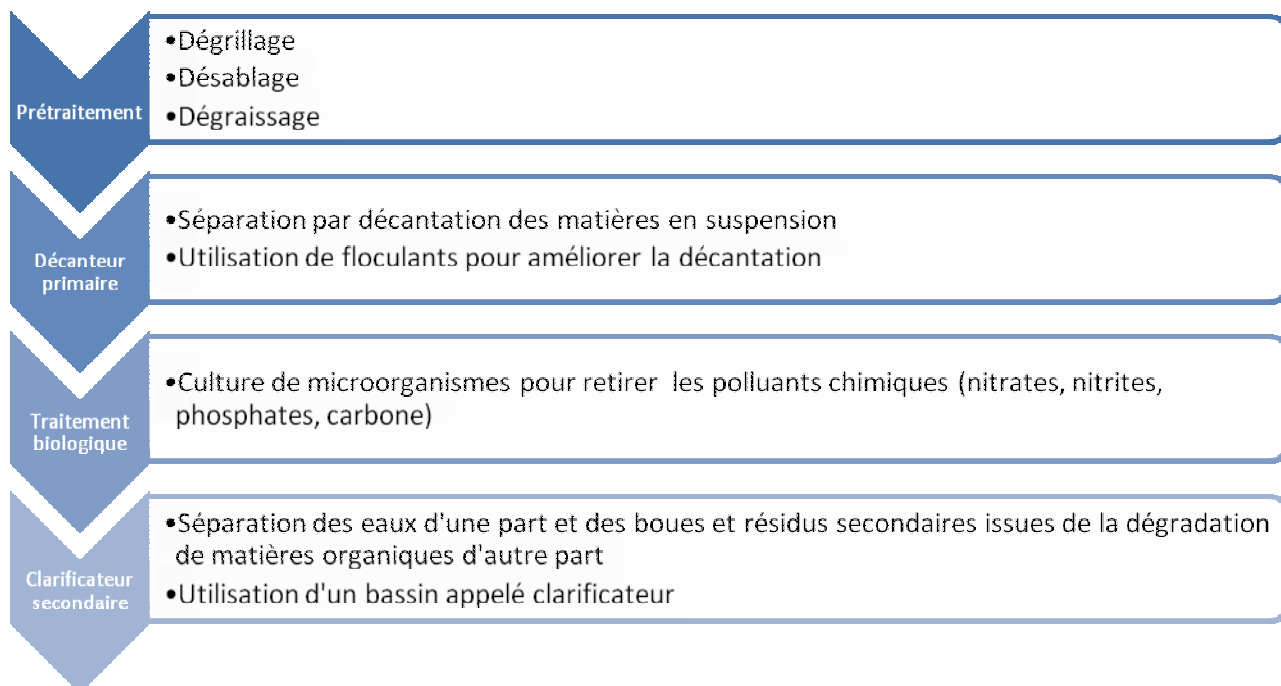 Prétraitement
•Dégrillage
•Désablage
•Dégraissage
Décanteur
primaire
•Séparation par décantation des matières en suspension
•Utilisation de floculants pour améliorer la décantation
Traitement
biologique
•Culture de microorganismes pour retirer les polluants chimiques (nitrates, nitrites,
phosphates, carbone)
Clarificateur
secondaire
•Séparation des eaux d'une part et des boues et résidus secondaires issues de la dégradation
de matières organiques d'autre part
•Utilisation d'un bassin appelé clarificateur